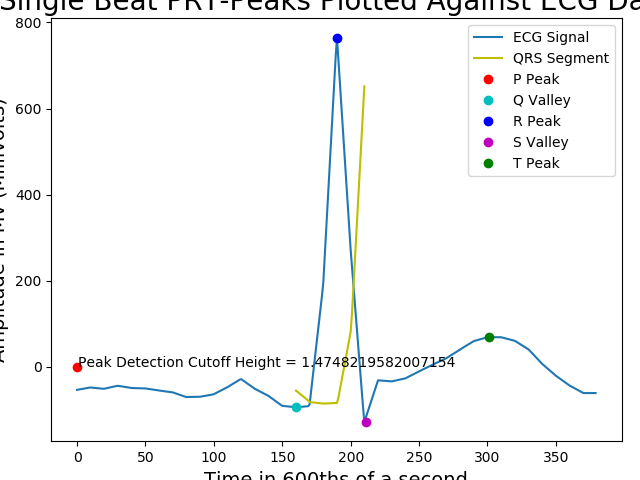 Single Beat PRT-Peaks Plotted Against ECG
800
600
400
200
0
Amplitude in MV (Millivolts)
ECG Signal
QRS Segment
P Peak
Q Valley
R Peak
S Valley
T Peak
Peak Detection Cutoff Height = 1.4748219582007154
0
50
100
150
200
250
300
350
Time in 600ths of a second